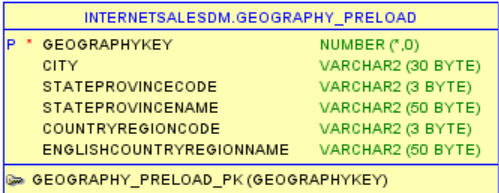 INTERNETSALESDM.GEOGRAPHY_PRELOAD
P * GEOGRAPHYKEY NUMBER (*,0)
CITY VARCHAR2 (30 BYTE)
STATEPROVINCECODE VARCHAR2 (3 BYTE)
STATEPROVINCENAME VARCHAR2 (50 BYTE)
COUNTRYREGIONCODE VARCHAR2 (3 BYTE)
ENGLISHCOUNTRYREGIONNAME VARCHAR2 (50 BYTE)
GEOGRAPHY_PRELOAD_PK (GEOGRAPHYKEY)